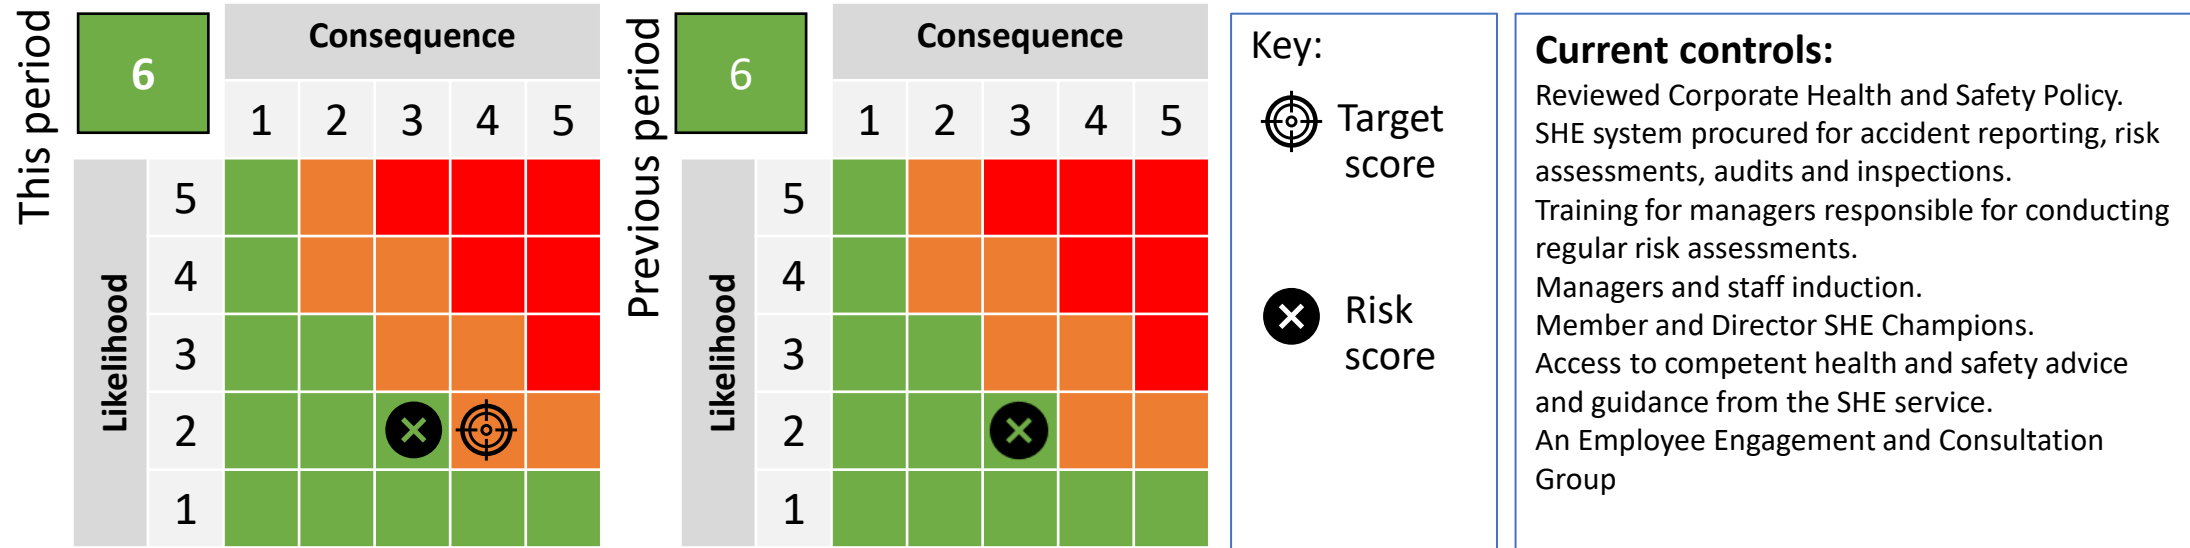 This period
6
Consequence
1 2 3 4 5
Likelihood
5
4
3
2
1
Previous period
6
Consequence
1 2 3 4 5
Likelihood
5
4
3
2
1
Key:
Target
score
Risk
score
Current controls:
Reviewed Corporate Health and Safety Policy.
SHE system procured for accident reporting, risk
assessments, audits and inspections.
Training for managers responsible for conducting
regular risk assessments.
Managers and staff induction.
Member and Director SHE Champions.
Access to competent health and safety advice
and guidance from the SHE service.
An Employee Engagement and Consultation
Group